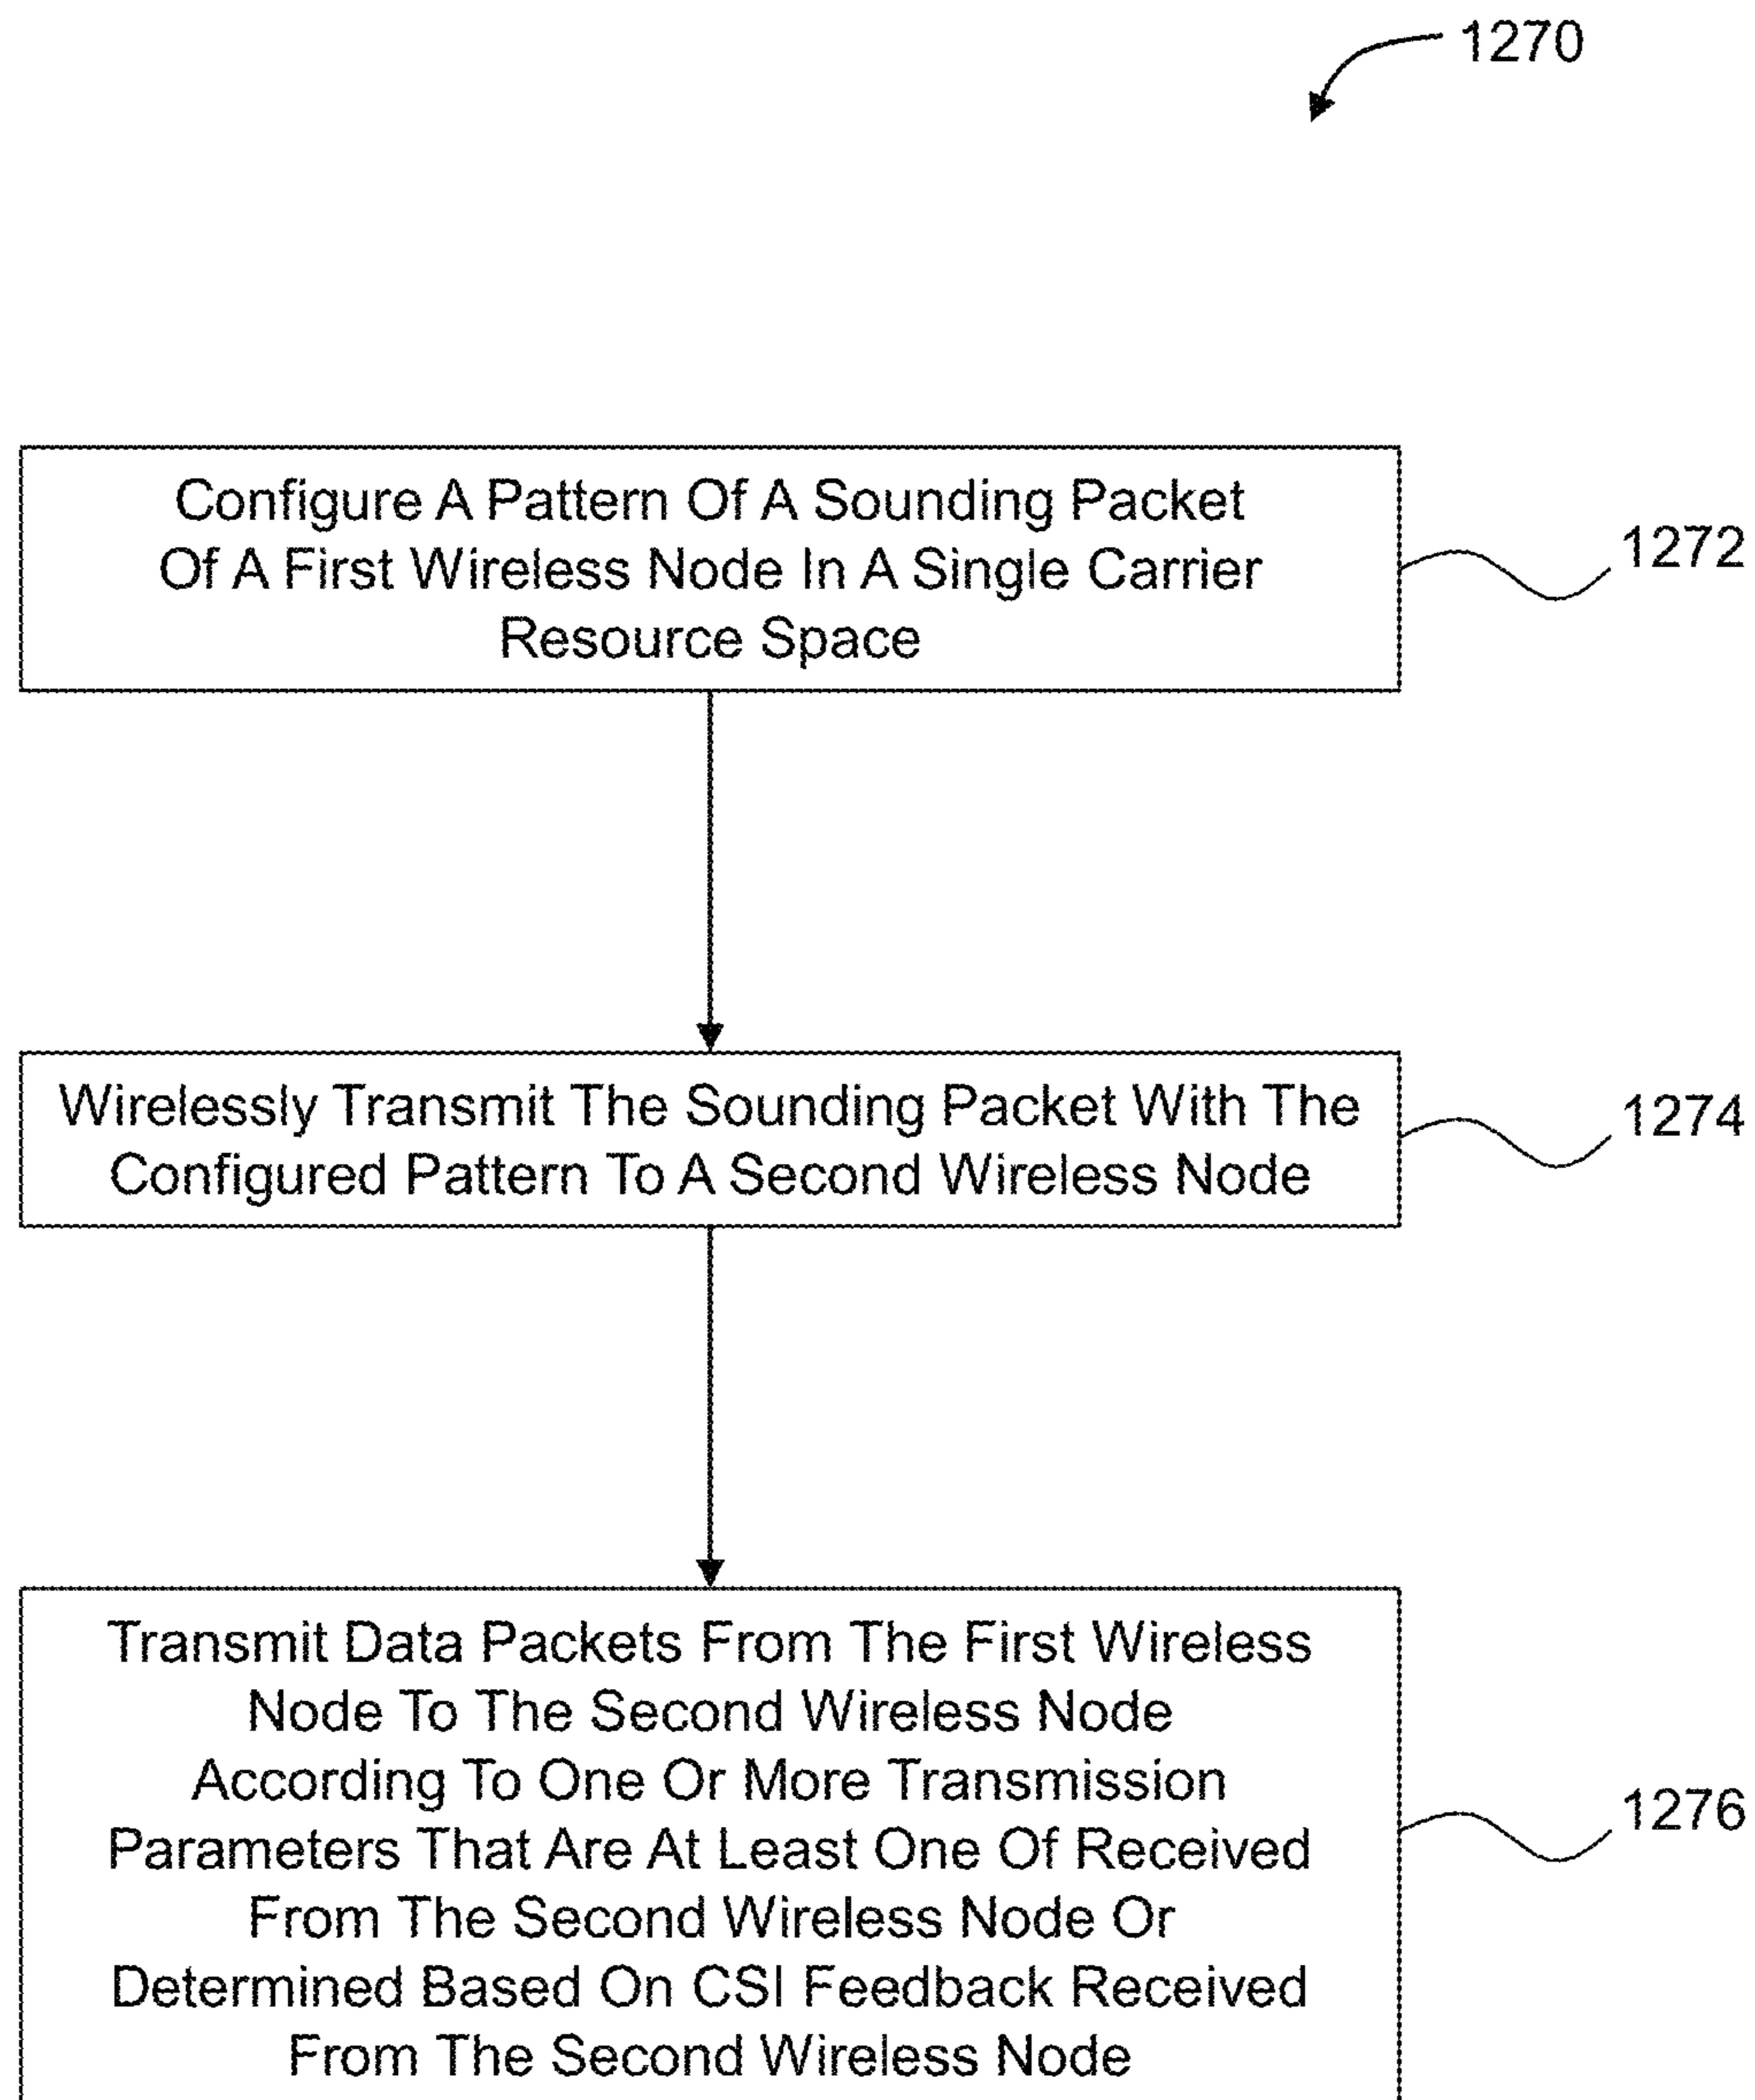 1270
Configure A Pattern Of A Sounding Packet
Of A First Wireless Node In A Single Carrier
Resource Space
1272
Wirelessly Transmit The Sounding Packet With The
Configured Pattern To A Second Wireless Node
1274
Transmit Data Packets From The First Wireless
Node To The Second Wireless Node
According To One Or More Transmission
Parameters That Are At Least One Of Received
From The Second Wireless Node Or
Determined Based On CSI Feedback Received
From The Second Wireless Node
1276